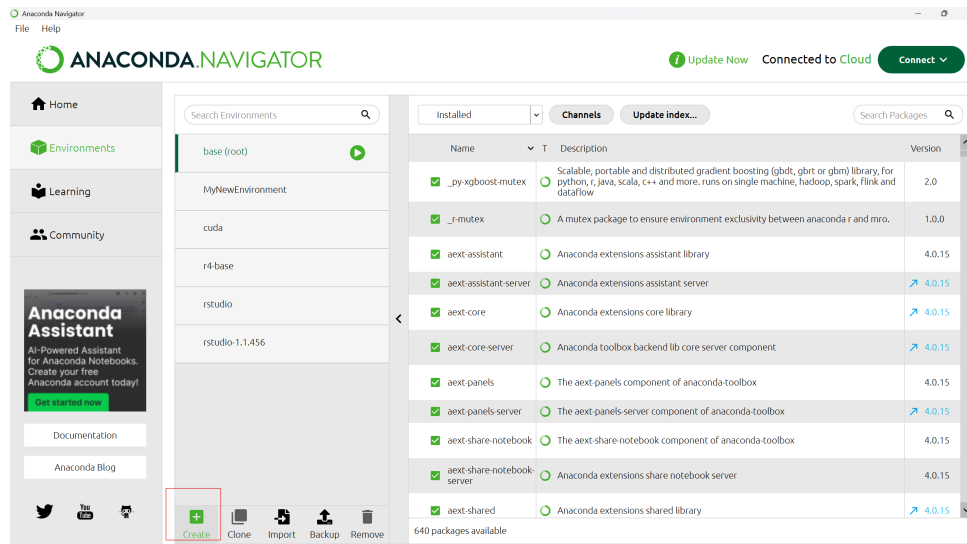 Anaconda Navigator
File Help
ANACONDA.NAVIGATOR
i Update Now Connected to Cloud Connect
Home
Environments
Learning
Community
Anaconda
Assistant
AI-Powered Assistant
for Anaconda Notebooks.
Create your free
Anaconda account today!
Get started now
Documentation
Anaconda Blog
You
Tube
Search Environments
base (root)
MyNewEnvironment
cuda
r4-base
rstudio
rstudio-1.1.456
Create Clone Import Backup Remove
Installed Channels Update index... Search Packages
Name T Description Version
_py-xgboost-mutex Scalable, portable and distributed gradient boosting (gbdt, gbrt or gbm) library, for
python, r, java, scala, c++ and more. runs on single machine, hadoop, spark, flink and
dataflow 2.0
_r-mutex A mutex package to ensure environment exclusivity between anaconda r and mro. 1.0.0
aext-assistant Anaconda extensions assistant library 4.0.15
aext-assistant-server Anaconda extensions assistant server 4.0.15
aext-core Anaconda extensions core library 4.0.15
aext-core-server Anaconda toolbox backend lib core server component 4.0.15
aext-panels The aext-panels component of anaconda-toolbox 4.0.15
aext-panels-server The aext-panels-server component of anaconda-toolbox 4.0.15
aext-share-notebook The aext-share-notebook component of anaconda-toolbox 4.0.15
aext-share-notebook-
server Anaconda extensions share notebook server 4.0.15
aext-shared Anaconda extensions shared library 4.0.15
640 packages available